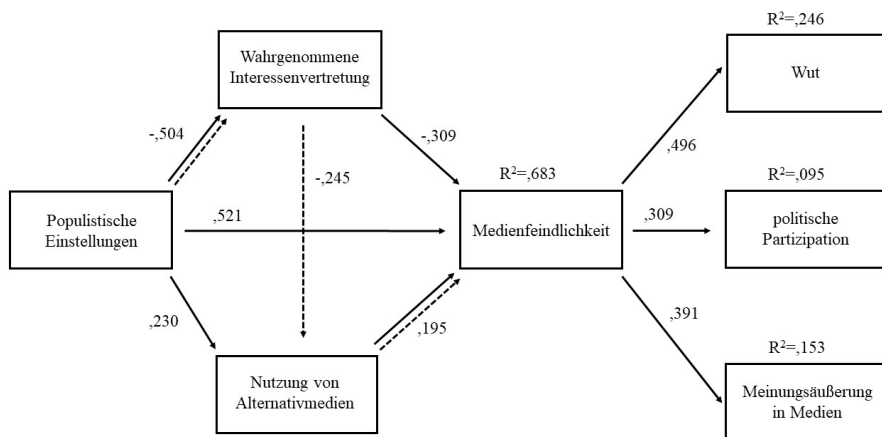 R²=,246
Wahrgenommene
Interessenvertretung
Wut
-,504
-,309
,496
-,245
R²=,683
R²=,095
Populistische
Einstellungen
,521
Medienfeindlichkeit
,309
politische
Partizipation
,230
,195
,391
R²=,153
Nutzung von
Alternativmedien
Meinungsäußerung
in Medien